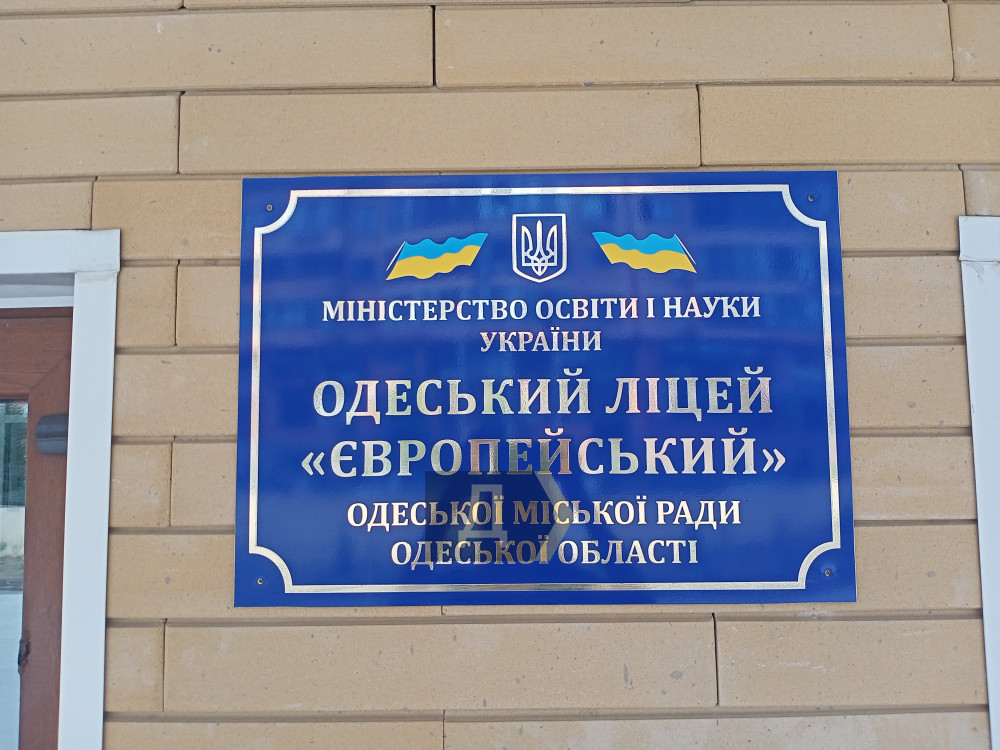 МІНІСТЕРСТВО ОСВІТИ І НАУКИ
УКРАЇНИ
ОДЕСЬКИЙ ЛІЦЕЙ
«ЄВРОПЕЙСЬКИЙ»
ОДЕСЬКОЇ МІСЬКОЇ РАДИ
Д
ОДЕСЬКОЇ ОБЛАСТІ